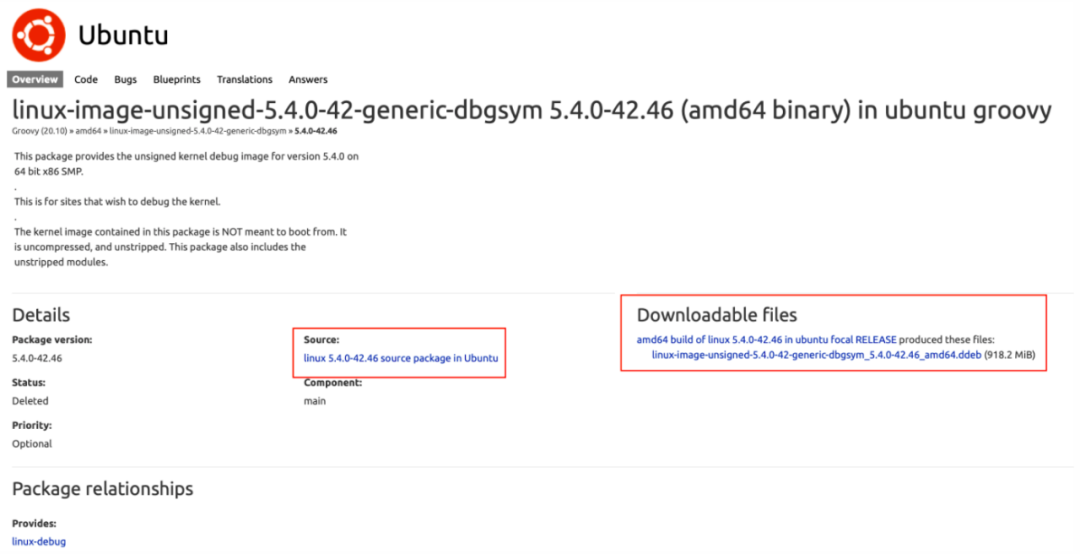 Ubuntu
Overview Code Bugs Blueprints Translations Answers
linux-image-unsigned-5.4.0-42-generic-dbgsym 5.4.0-42.46 (amd64 binary) in ubuntu groovy
Groovy (20.10) » amd64 » linux-image-unsigned-5.4.0-42-generic-dbgsym » 5.4.0-42.46
This package provides the unsigned kernel debug image for version 5.4.0 on
64 bit x86 SMP.
.
This is for sites that wish to debug the kernel.
.
The kernel image contained in this package is NOT meant to boot from. It
is uncompressed, and unstripped. This package also includes the
unstripped modules.
Details
Package version:
5.4.0-42.46
Status:
Deleted
Priority:
Optional
Source:
linux 5.4.0-42.46 source package in Ubuntu
Component:
main
Downloadable files
amd64 build of linux 5.4.0-42.46 in ubuntu focal RELEASE produced these files:
linux-image-unsigned-5.4.0-42-generic-dbgsym_5.4.0-42.46_amd64.ddeb (918.2 MiB)
Package relationships
Provides:
linux-debug